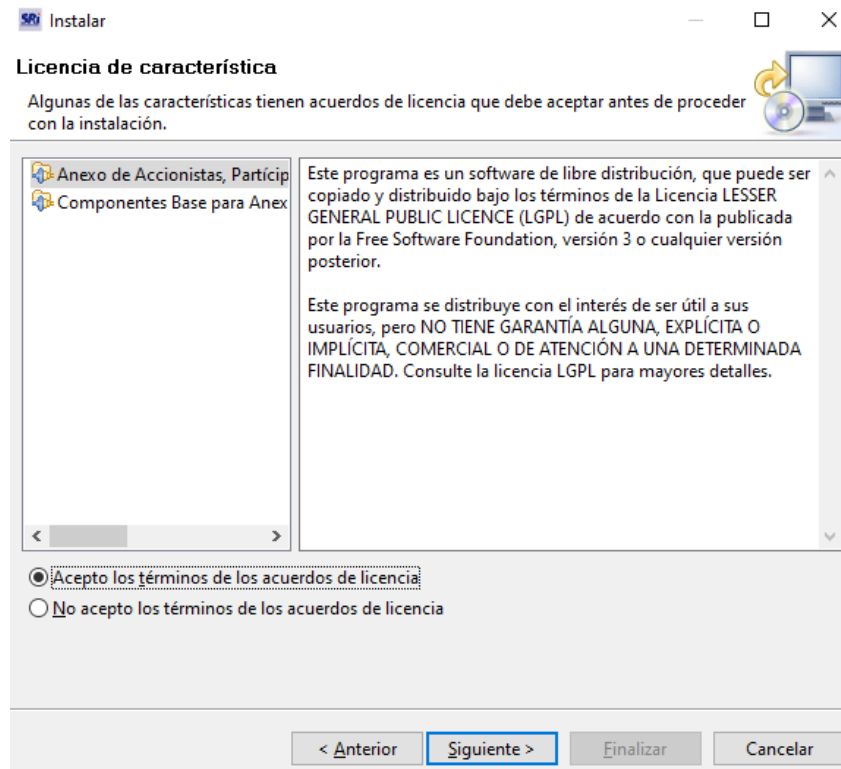 SRi Instalar
Licencia de característica
Algunas de las características tienen acuerdos de licencia que debe aceptar antes de proceder
con la instalación.
Anexo de Accionistas, Partícip
Componentes Base para Anex
Este programa es un software de libre distribución, que puede ser
copiado y distribuido bajo los términos de la Licencia LESSER
GENERAL PUBLIC LICENCE (LGPL) de acuerdo con la publicada
por la Free Software Foundation, versión 3 o cualquier versión
posterior.
Este programa se distribuye con el interés de ser útil a sus
usuarios, pero NO TIENE GARANTÍA ALGUNA, EXPLÍCITA O
IMPLÍCITA, COMERCIAL O DE ATENCIÓN A UNA DETERMINADA
FINALIDAD. Consulte la licencia LGPL para mayores detalles.
Acepto los términos de los acuerdos de licencia
No acepto los términos de los acuerdos de licencia
< Anterior
Siguiente >
Finalizar
Cancelar